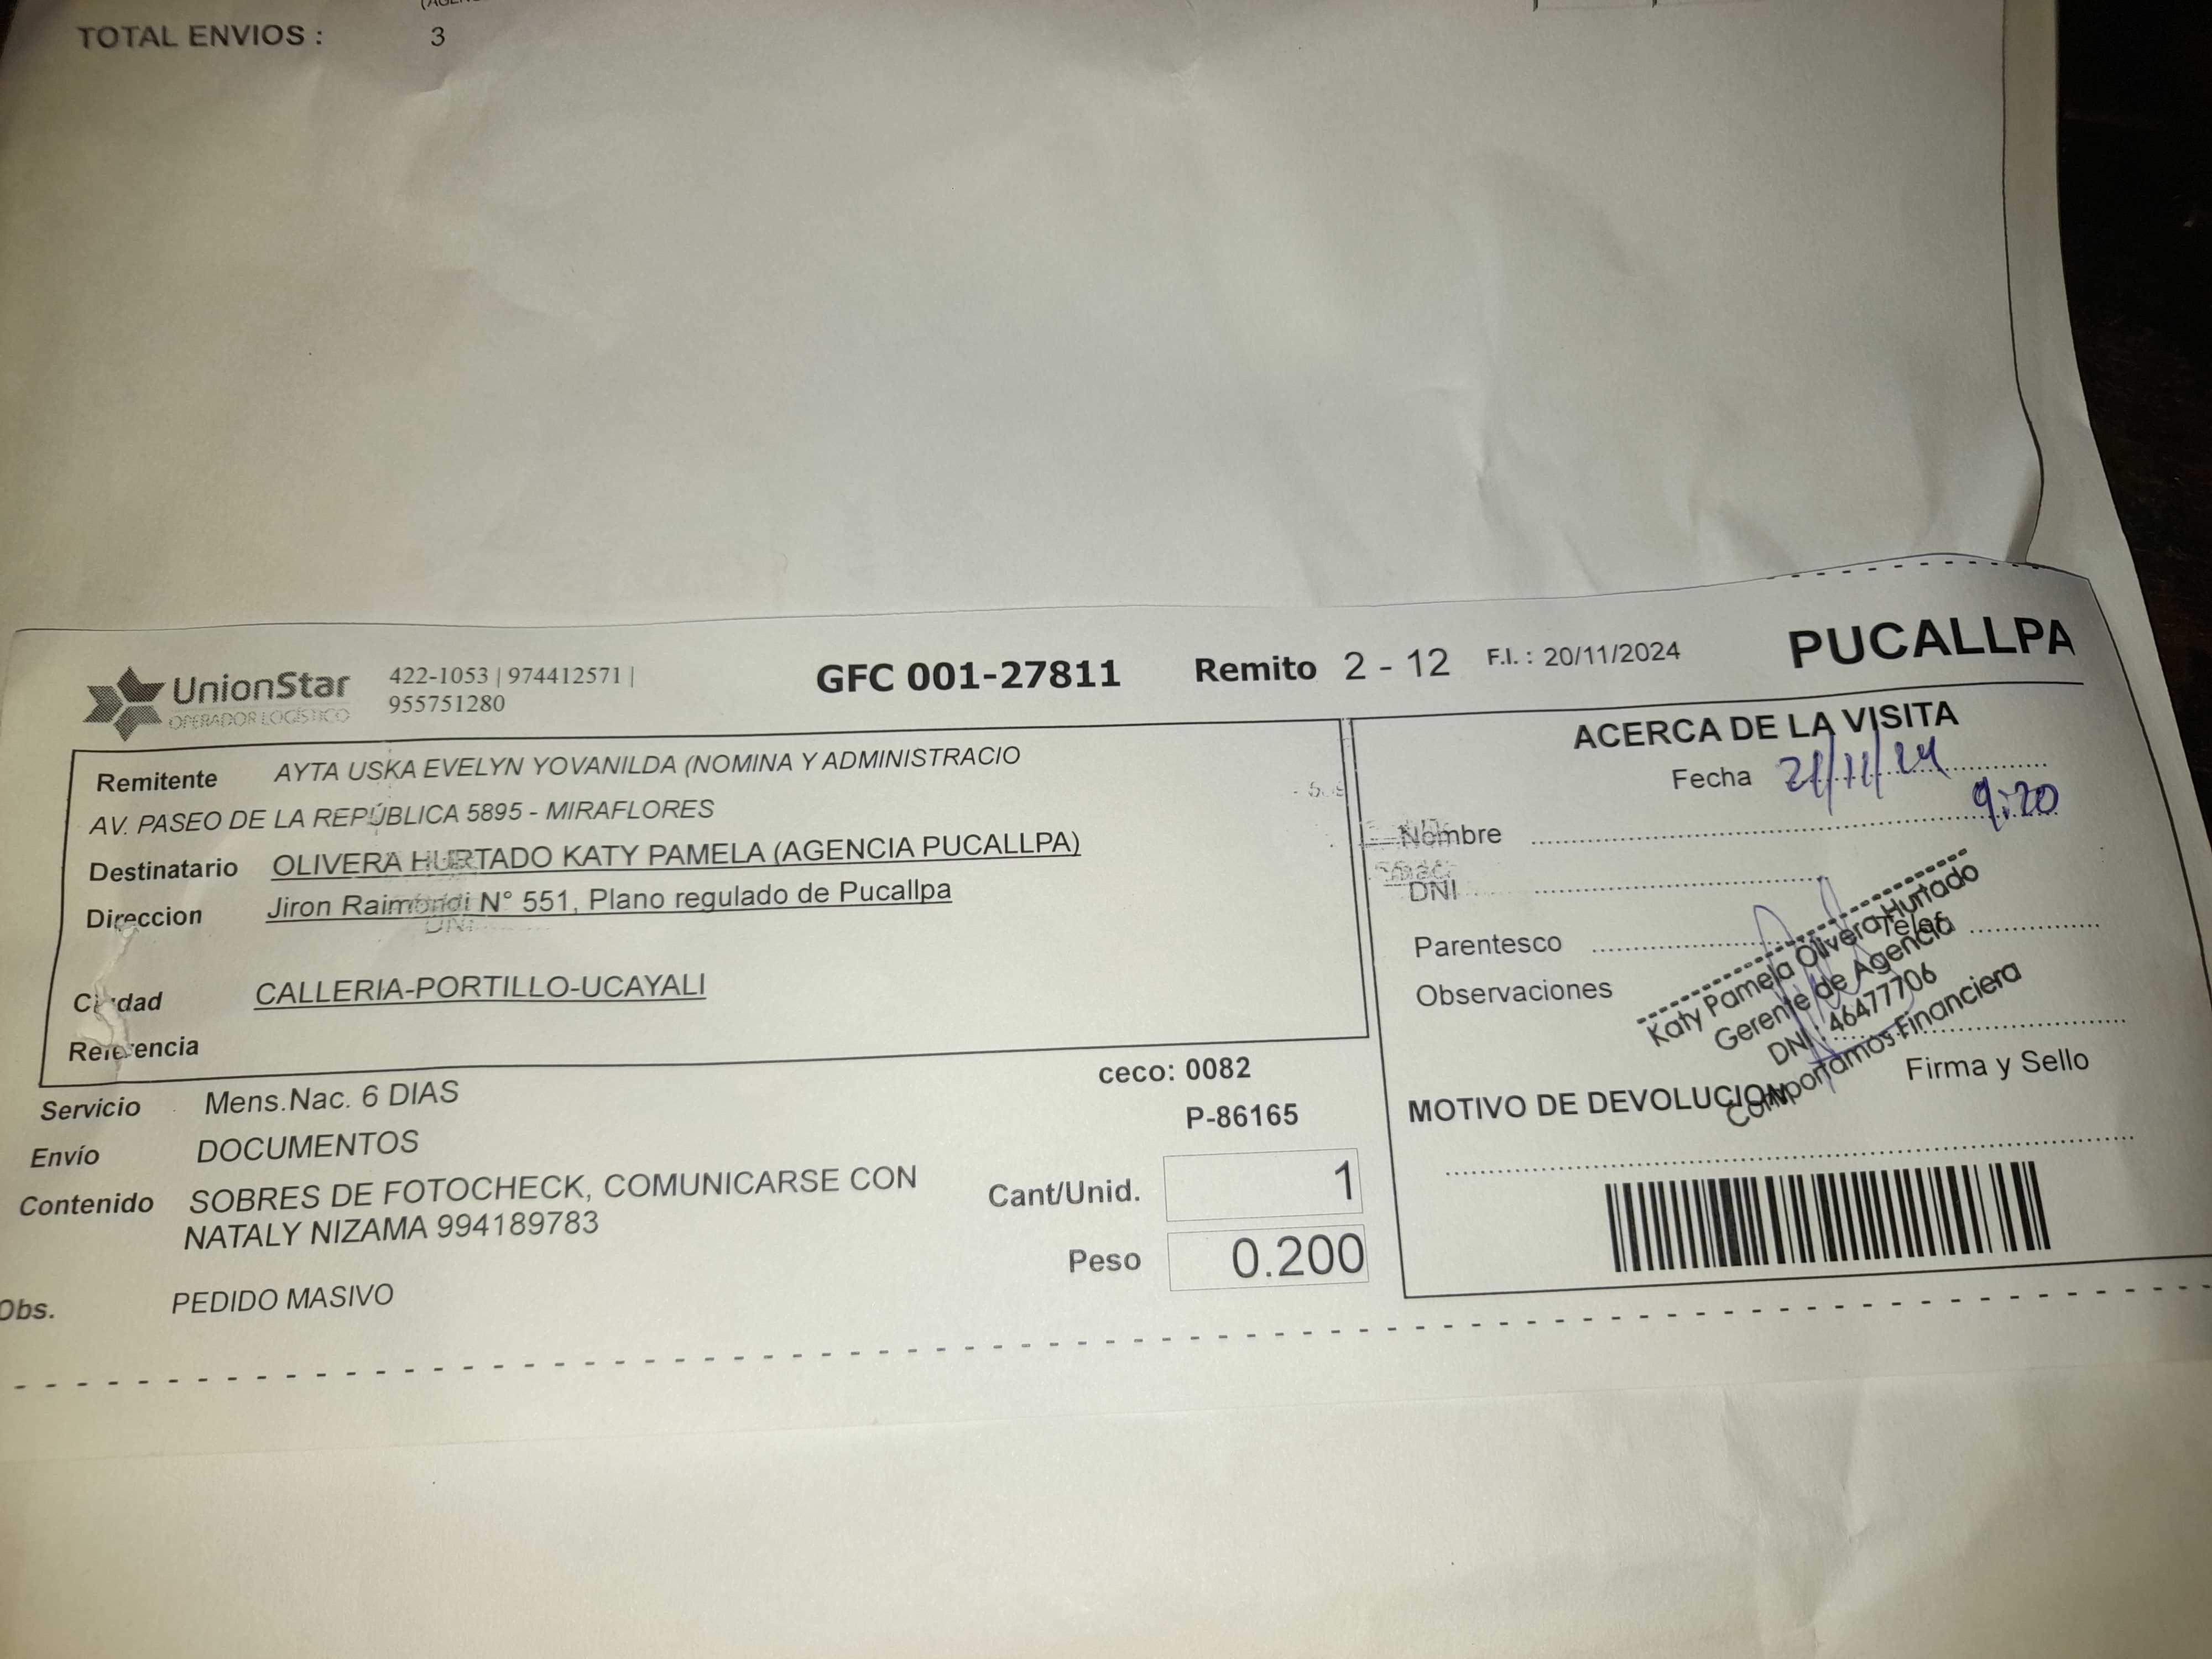 TOTAL ENVIOS : 3
UnionStar
OPERADOR LOGÍSTICO
422-1053 | 974412571 |
955751280
GFC 001-27811
Remito 2 - 12
F.I. : 20/11/2024
PUCALLPA
Remitente AYTA USKA EVELYN YOVANILDA (NOMINA Y ADMINISTRACIO
AV. PASEO DE LA REPÚBLICA 5895 - MIRAFLORES
Destinatario OLIVERA HURTADO KATY PAMELA (AGENCIA PUCALLPA)
Direccion Jiron Raimondi N° 551, Plano regulado de Pucallpa
Ciudad CALLERIA-PORTILLO-UCAYALI
Referencia
Servicio Mens.Nac. 6 DIAS
ceco: 0082
Envío DOCUMENTOS
P-86165
Contenido SOBRES DE FOTOCHECK, COMUNICARSE CON
NATALY NIZAMA 994189783
Cant/Unid. 1
Peso 0.200
Obs. PEDIDO MASIVO
ACERCA DE LA VISITA
Fecha 21/11/24
9:20
Nombre
DNI
Parentesco
Telef
Observaciones
Katy Pamela Olivera Hurtado
Gerente de Agencia
DNI: 46477706
Compartamos Financiera
Firma y Sello
MOTIVO DE DEVOLUCION